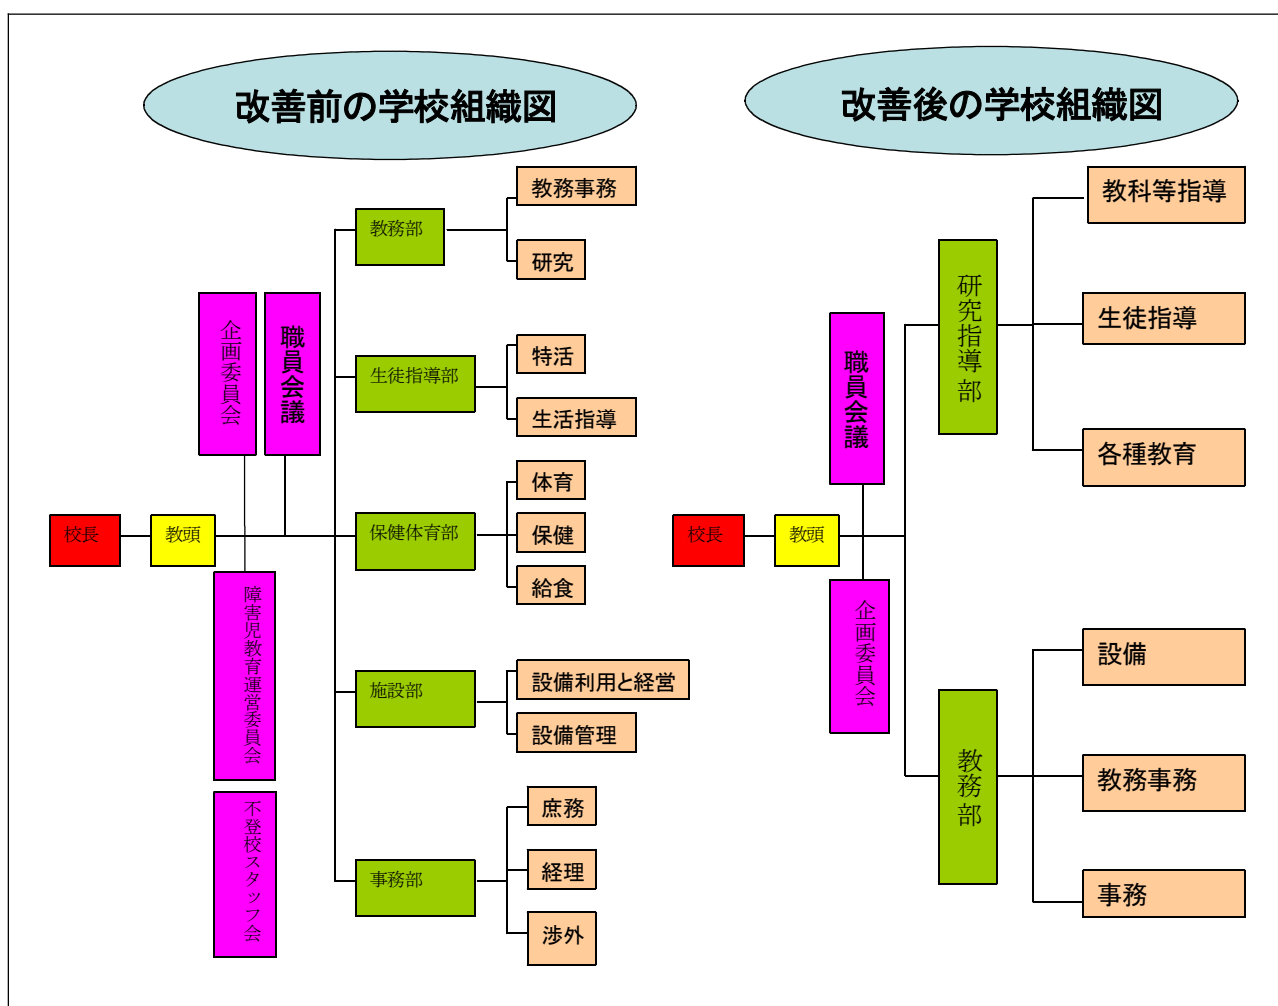 改善前の学校組織図
教務事務
教務部
研究
企画委員会
職員会議
特活
生徒指導部
生活指導
体育
校長
教頭
保健体育部
保健
給食
障害児教育運営委員会
設備利用と経営
施設部
設備管理
不登校スタッフ会
庶務
経理
事務部
渉外
改善後の学校組織図
教科等指導
研究指導部
生徒指導
職員会議
各種教育
校長
教頭
企画委員会
設備
教務部
教務事務
事務